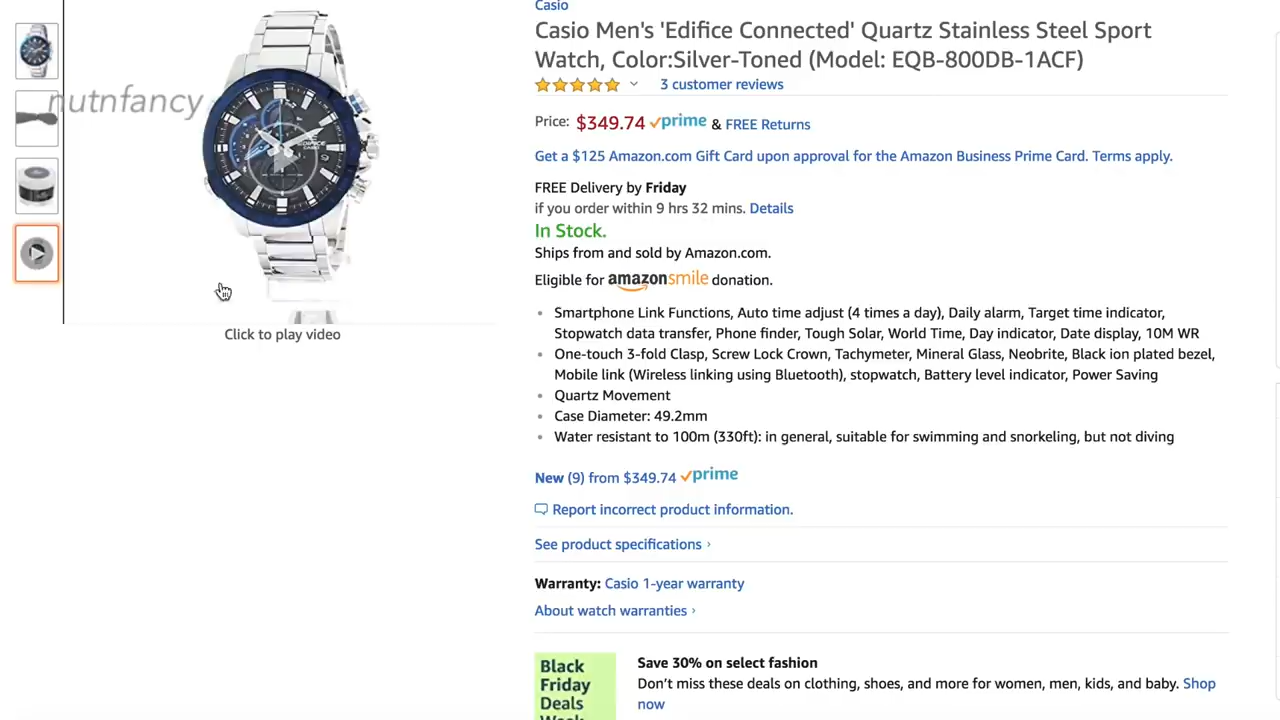 Casio
Casio Men's 'Edifice Connected' Quartz Stainless Steel Sport
Watch, Color:Silver-Toned (Model: EQB-800DB-1ACF)
3 customer reviews
nutnfancy
Price: $349.74 prime & FREE Returns
Get a $125 Amazon.com Gift Card upon approval for the Amazon Business Prime Card. Terms apply.
FREE Delivery by Friday
if you order within 9 hrs 32 mins. Details
In Stock.
Ships from and sold by Amazon.com.
Eligible for amazonsmile donation.
Smartphone Link Functions, Auto time adjust (4 times a day), Daily alarm, Target time indicator,
Stopwatch data transfer, Phone finder, Tough Solar, World Time, Day indicator, Date display, 10M WR
One-touch 3-fold Clasp, Screw Lock Crown, Tachymeter, Mineral Glass, Neobrite, Black ion plated bezel,
Mobile link (Wireless linking using Bluetooth), stopwatch, Battery level indicator, Power Saving
Quartz Movement
Case Diameter: 49.2mm
Water resistant to 100m (330ft): in general, suitable for swimming and snorkeling, but not diving
Click to play video
New (9) from $349.74 prime
Report incorrect product information.
See product specifications ›
Warranty: Casio 1-year warranty
About watch warranties ›
Black
Friday
Deals
Week
Save 30% on select fashion
Don’t miss these deals on clothing, shoes, and more for women, men, kids, and baby. Shop
now